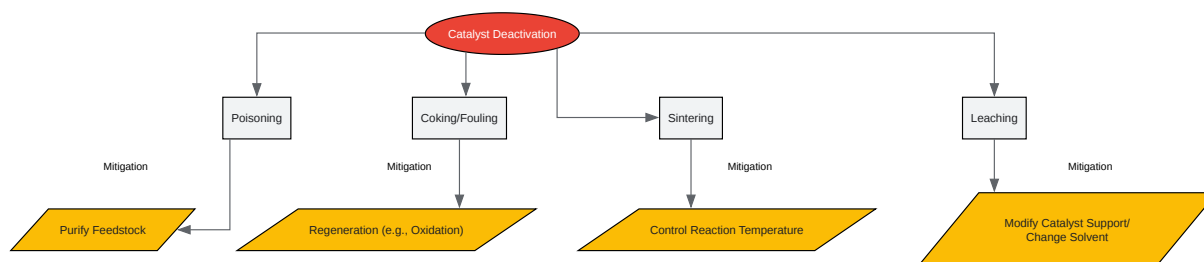 Catalyst Deactivation
Poisoning
Coking/Fouling
Sintering
Leaching
Mitigation
Mitigation
Mitigation
Mitigation
Purify Feedstock
Regeneration (e.g., Oxidation)
Control Reaction Temperature
Modify Catalyst Support/
Change Solvent